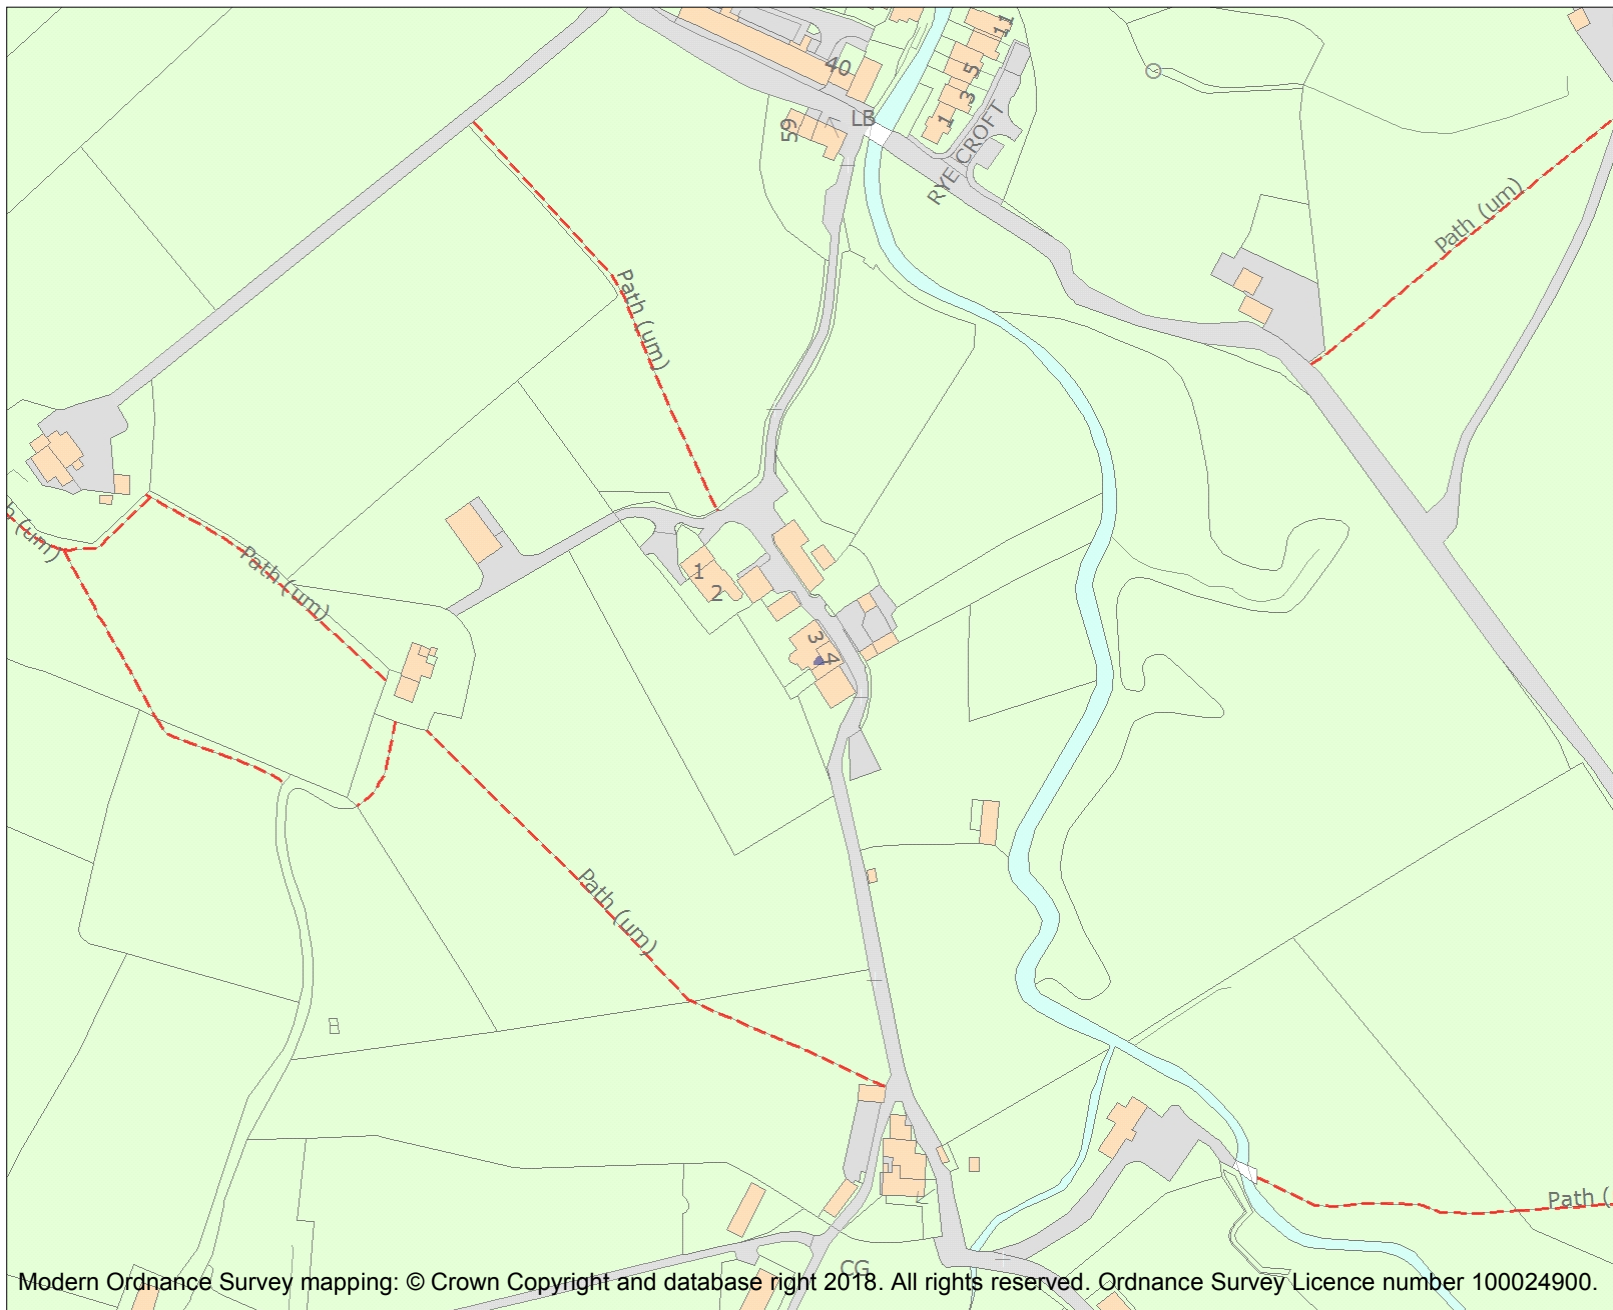 11
40
5
3
LB
1
59
RYE CROFT
Path (um)
Path (um)
h (um)
Path (um)
1
2
3
4
Path (um)
Path (
CG
Modern Ordnance Survey mapping: © Crown Copyright and database right 2018. All rights reserved. Ordnance Survey Licence number 100024900.